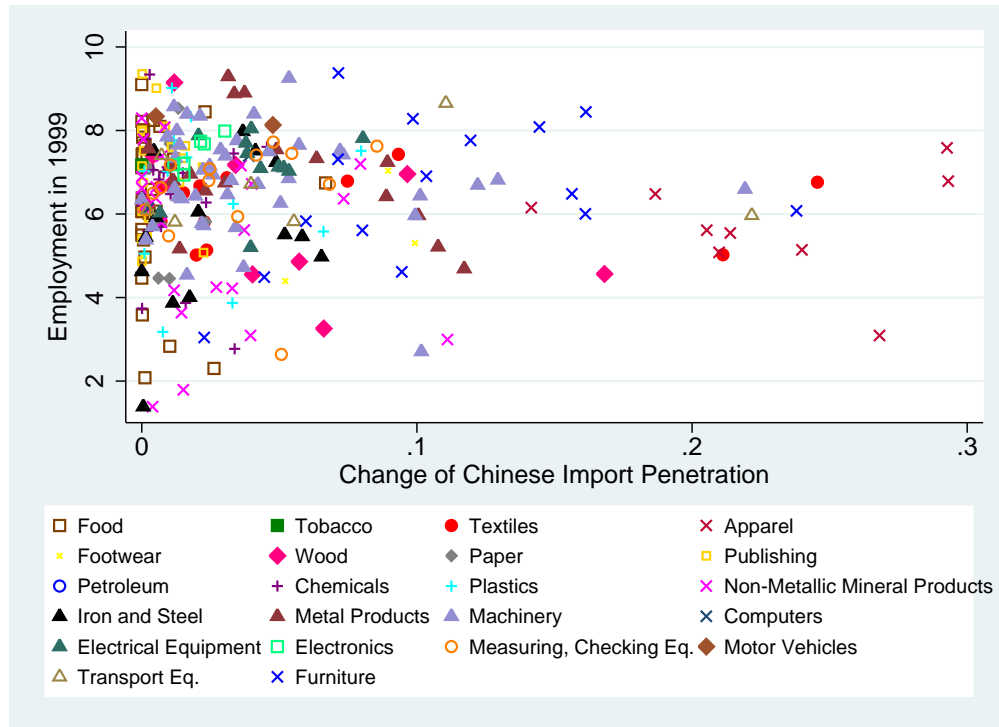 Employment in 1999
10
8
6
4
2
0 .1 .2 .3
Change of Chinese Import Penetration
Food Tobacco Textiles Apparel
Footwear Wood Paper Publishing
Petroleum Chemicals Plastics Non-Metallic Mineral Products
Iron and Steel Metal Products Machinery Computers
Electrical Equipment Electronics Measuring, Checking Eq. Motor Vehicles
Transport Eq. Furniture